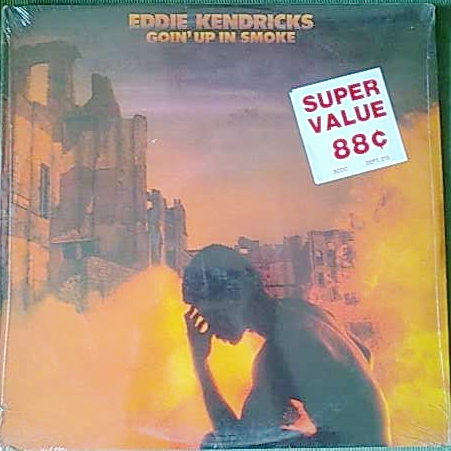 EDDIE KENDRICKS
GOIN' UP IN SMOKE
SUPER
VALUE
88¢